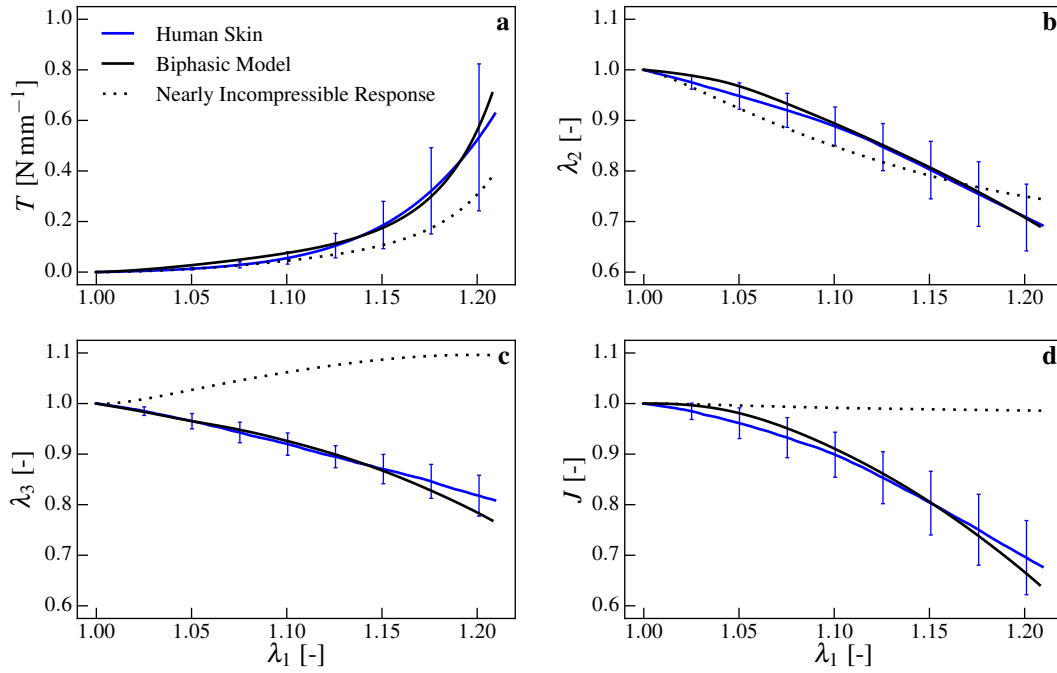 a
Human Skin
Biphasic Model
Nearly Incompressible Response
T [N mm⁻¹]
1.0
0.8
0.6
0.4
0.2
0.0
1.00 1.05 1.10 1.15 1.20
b
λ₂ [-]
1.1
1.0
0.9
0.8
0.7
0.6
1.00 1.05 1.10 1.15 1.20
c
λ₃ [-]
1.1
1.0
0.9
0.8
0.7
0.6
1.00 1.05 1.10 1.15 1.20
λ₁ [-]
d
J [-]
1.1
1.0
0.9
0.8
0.7
0.6
1.00 1.05 1.10 1.15 1.20
λ₁ [-]